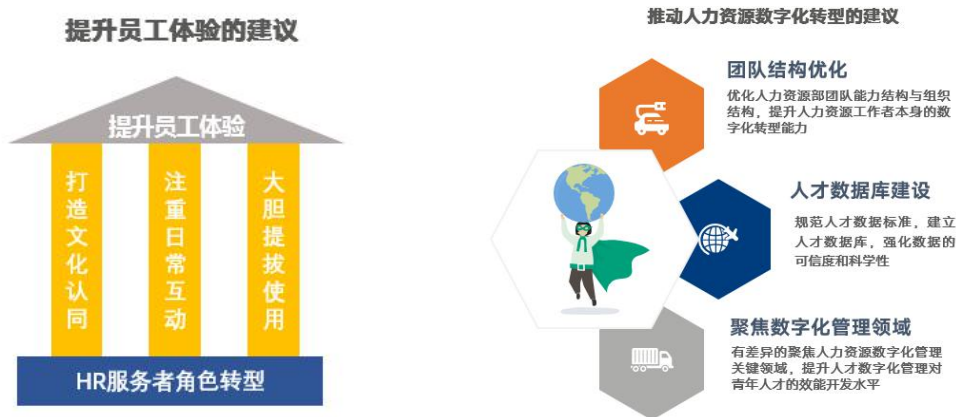 提升员工体验的建议
提升员工体验
打造文化认同
注重日常互动
大胆提拔使用
HR服务者角色转型
推动人力资源数字化转型的建议
团队结构优化
优化人力资源部团队能力结构与组织
结构，提升人力资源工作者本身的数
字化转型能力
人才数据库建设
规范人才数据标准，建立
人才数据库，强化数据的
可信度和科学性
聚焦数字化管理领域
有差异的聚焦人力资源数字化管理
关键领域，提升人才数字化管理对
青年人才的效能开发水平